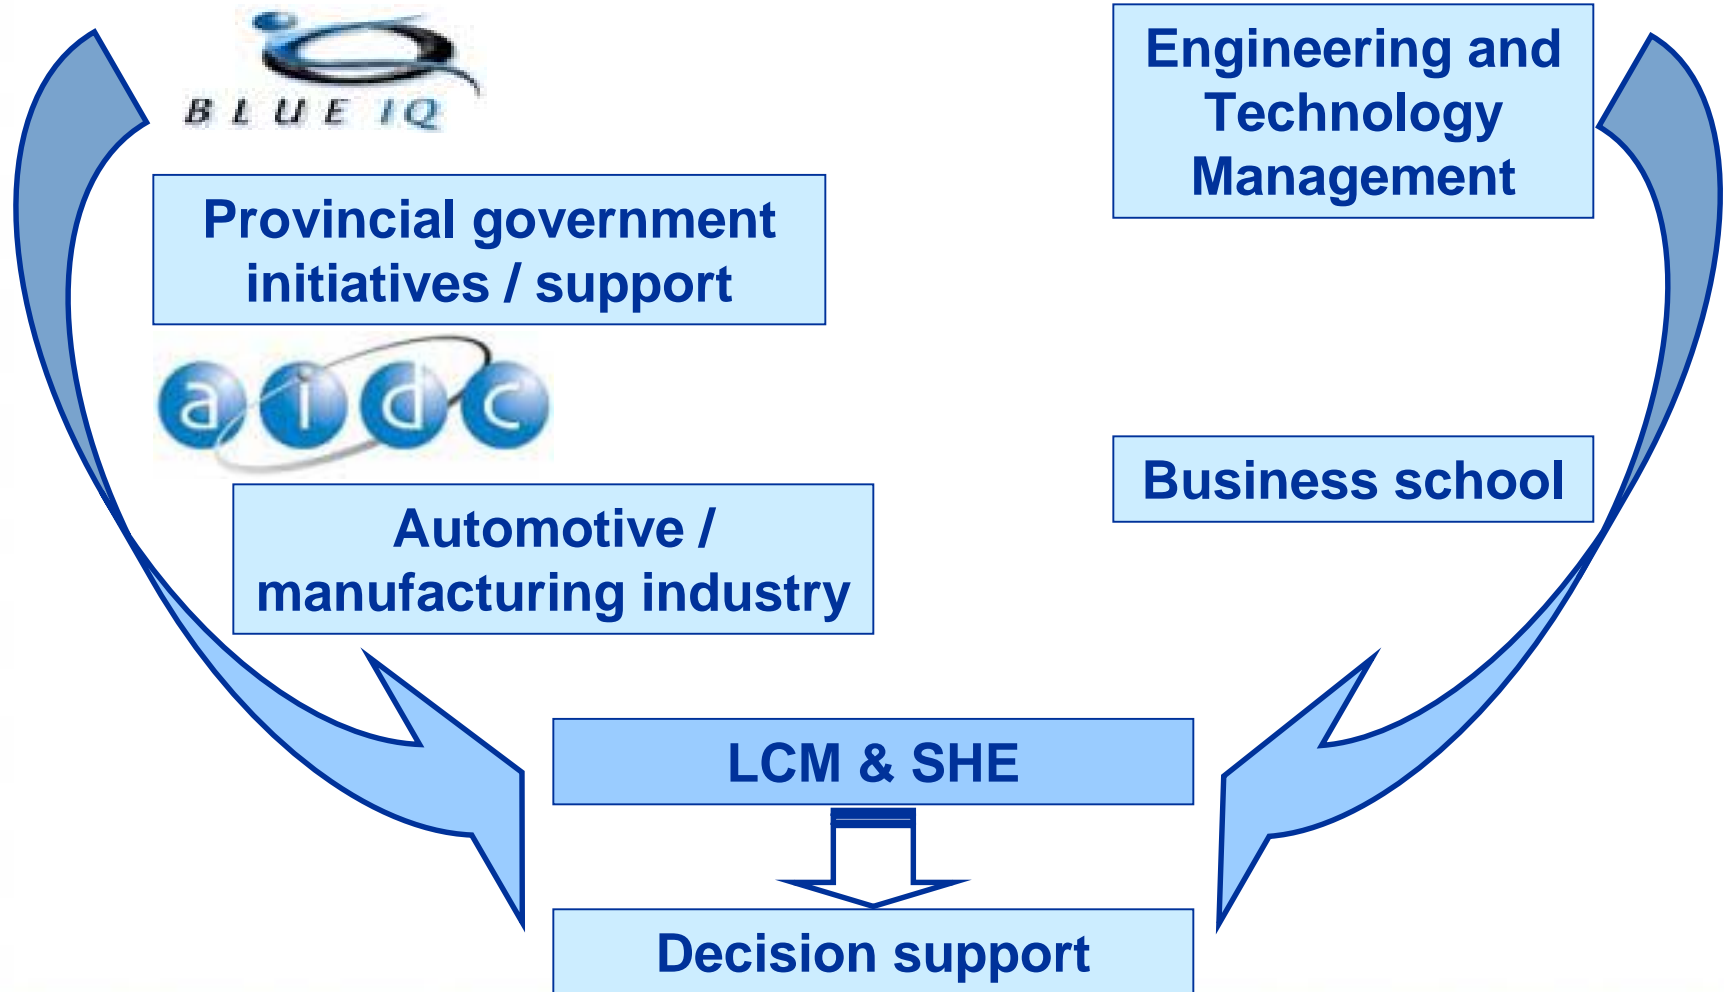 BLUE IQ
Provincial government
initiatives / support
aidc
Automotive /
manufacturing industry
Engineering and
Technology
Management
Business school
LCM & SHE
Decision support